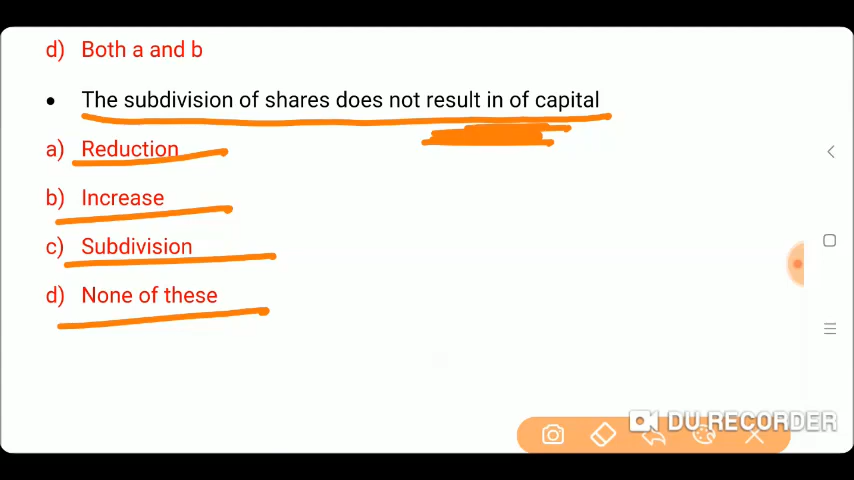 d) Both a and b
• The subdivision of shares does not result in of capital
a) Reduction
b) Increase
c) Subdivision
d) None of these
DU RECORDER